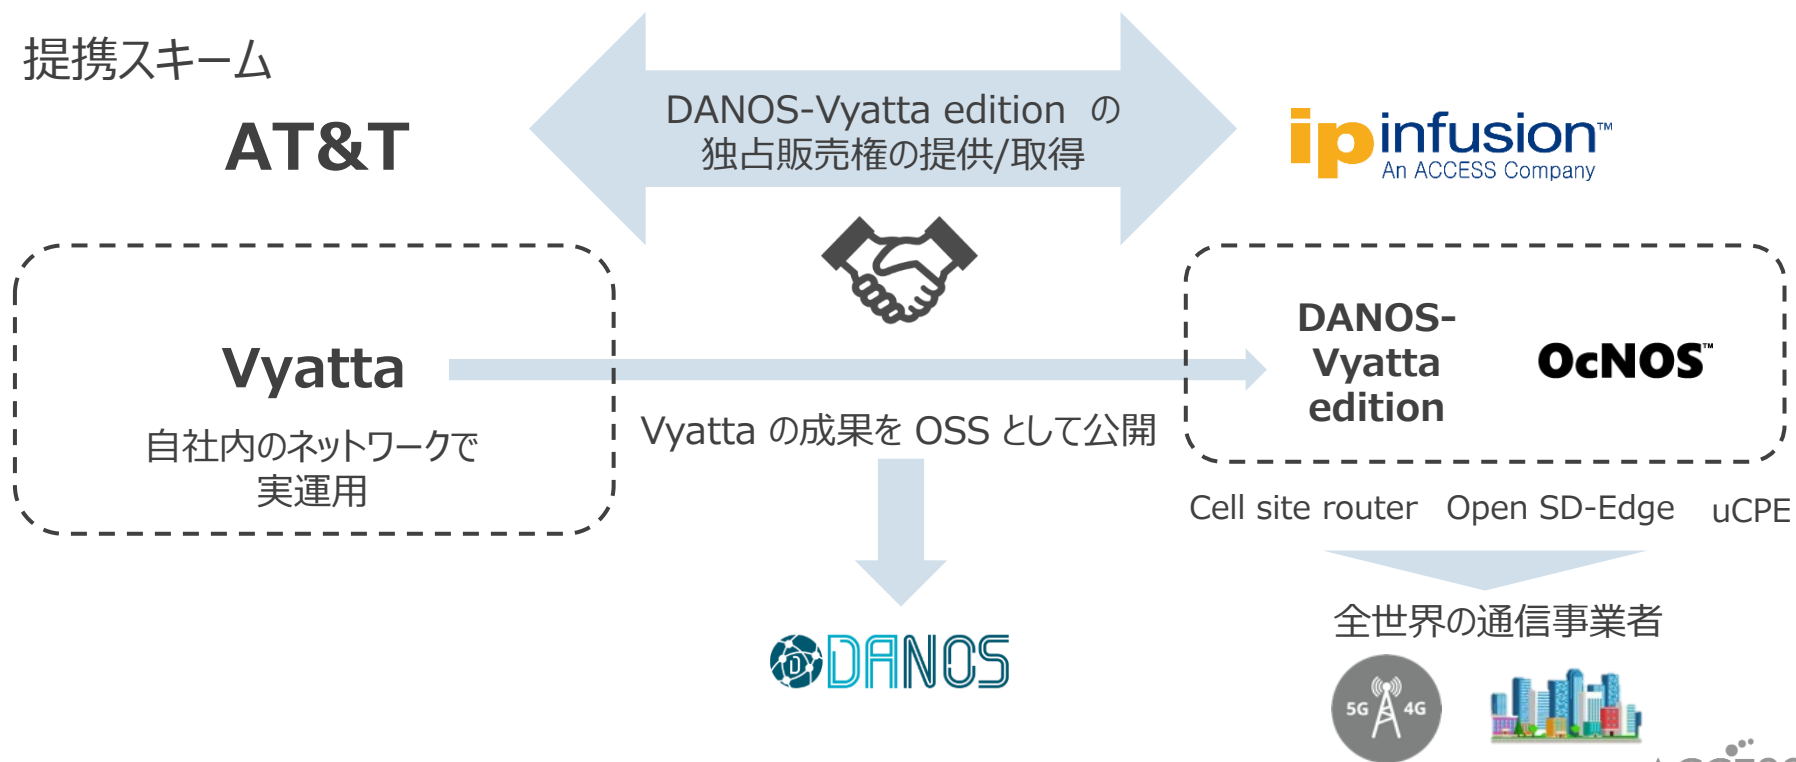 提携スキーム
AT&T
DANOS-Vyatta edition の
独占販売権の提供/取得
ip infusion™
An ACCESS Company
Vyatta
自社内のネットワークで
実運用
Vyatta の成果を OSS として公開
DANOS-
Vyatta
edition
OcNOS™
Cell site router Open SD-Edge uCPE
DANOS
全世界の通信事業者
5G 4G